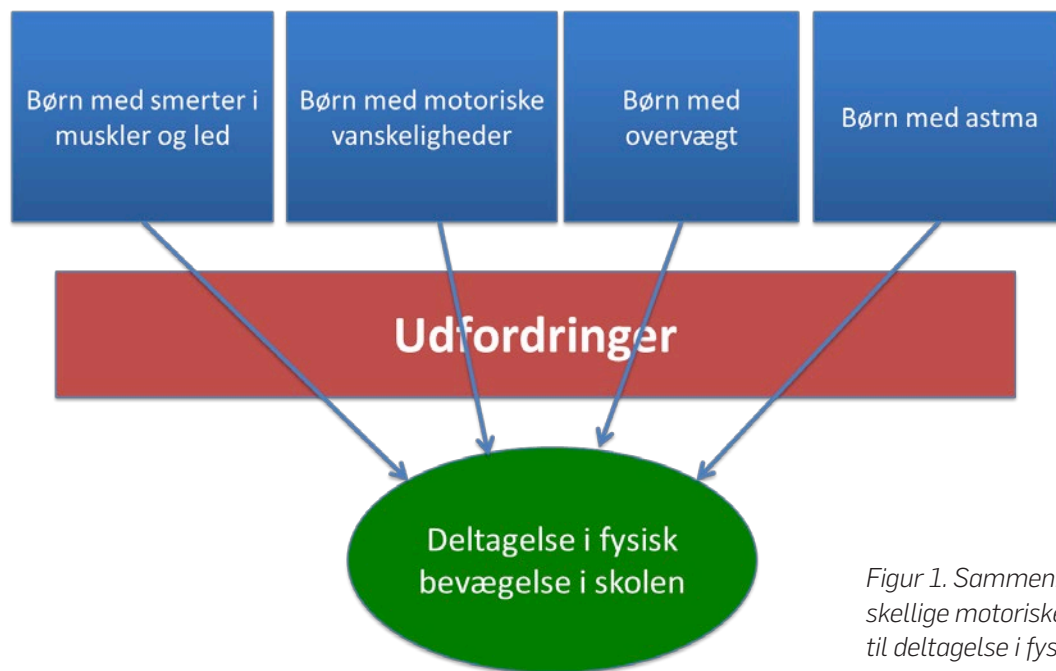 Børn med smerter i
muskler og led
Børn med motoriske
vanskeligheder
Børn med
overvægt
Børn med astma
Udfordringer
Deltagelse i fysisk
bevægelse i skolen
Figur 1. Sammen
skellige motoriske
til deltagelse i fys